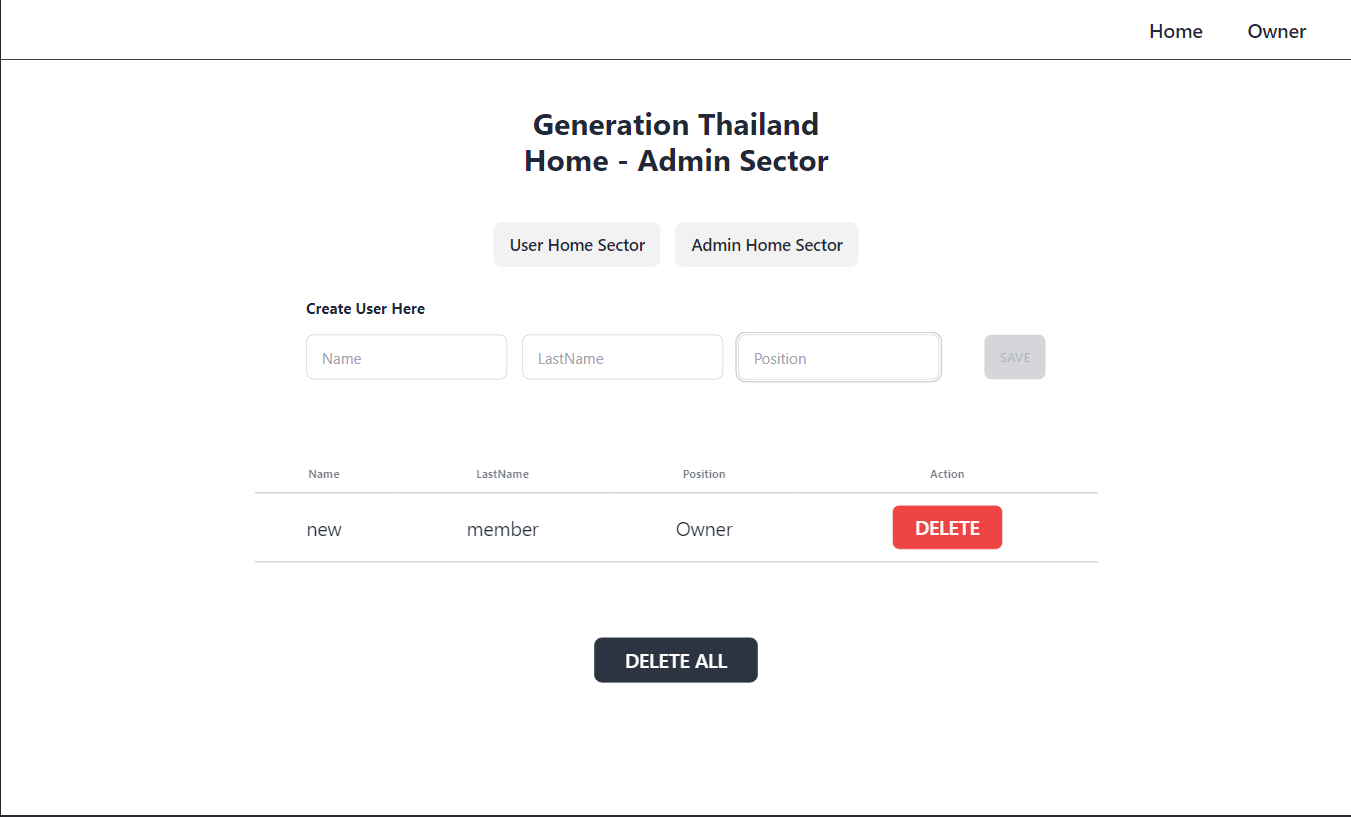 Home Owner
Generation Thailand
Home - Admin Sector
User Home Sector Admin Home Sector
Create User Here
Name LastName Position SAVE
Name LastName Position Action
new member Owner DELETE
DELETE ALL